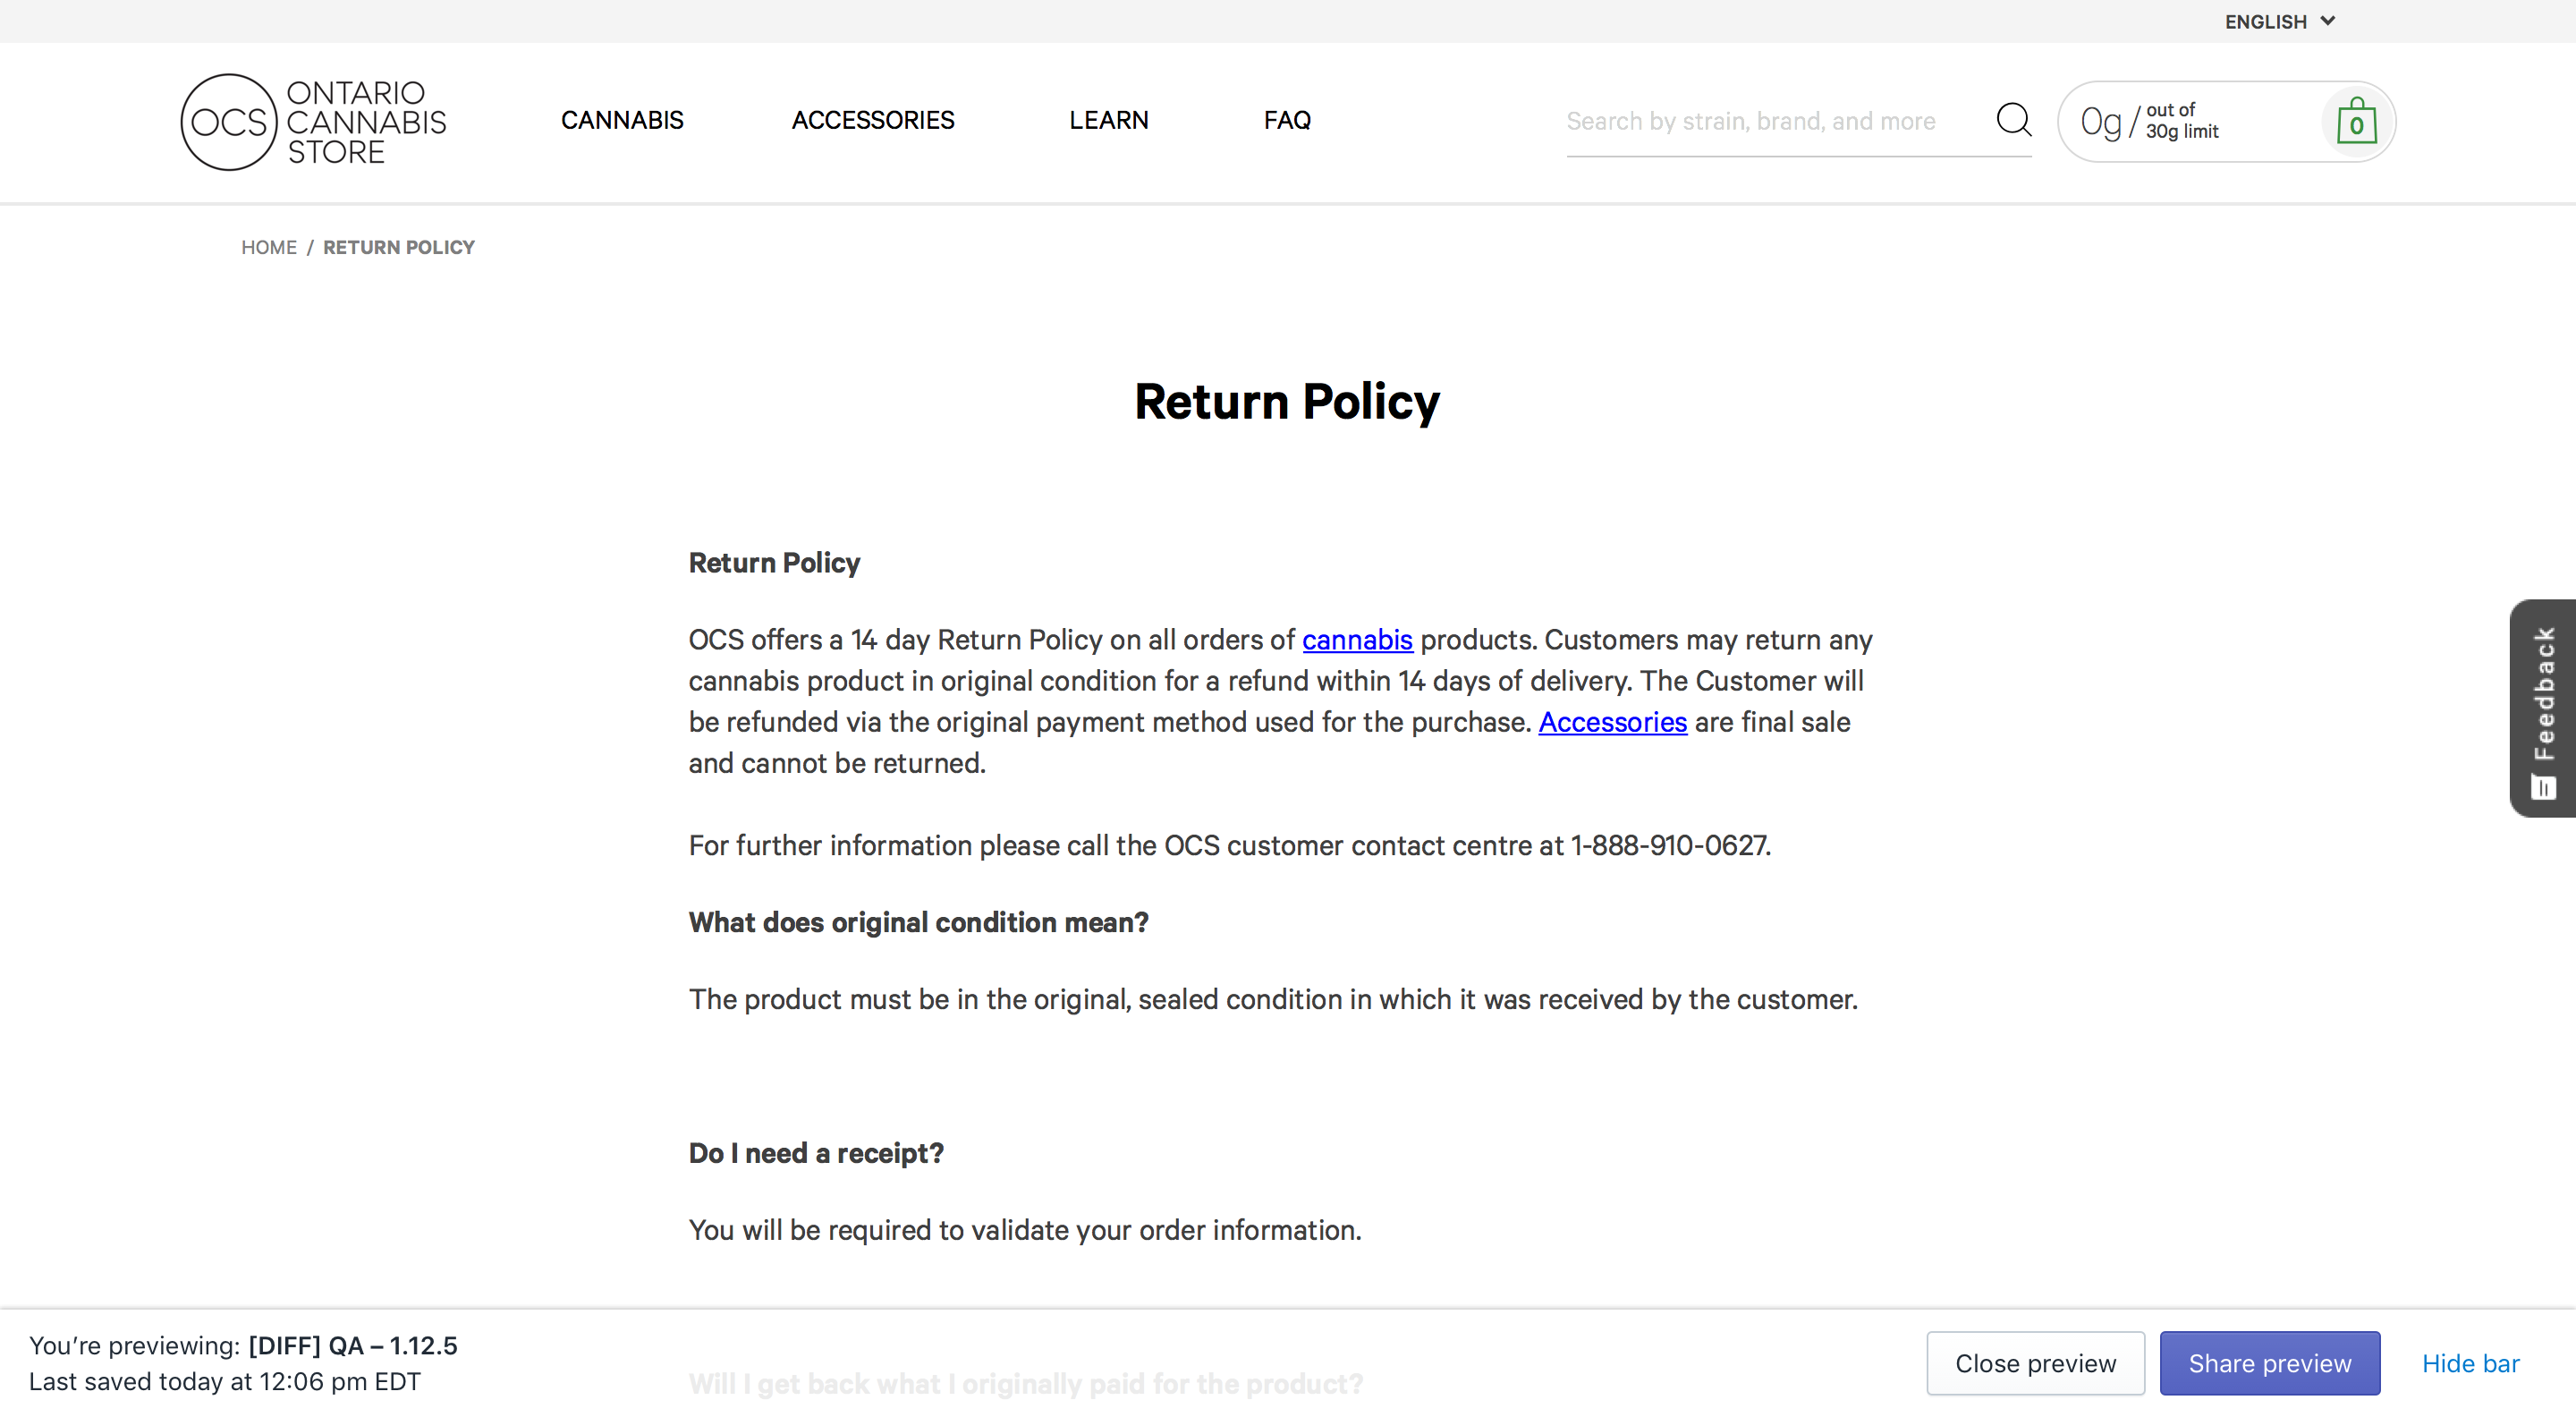 ENGLISH
OCS
ONTARIO
CANNABIS
STORE
CANNABIS
ACCESSORIES
LEARN
FAQ
Search by strain, brand, and more
0g / out of
30g limit
0
HOME / RETURN POLICY
Return Policy
Return Policy
OCS offers a 14 day Return Policy on all orders of cannabis products. Customers may return any
cannabis product in original condition for a refund within 14 days of delivery. The Customer will
be refunded via the original payment method used for the purchase. Accessories are final sale
and cannot be returned.
For further information please call the OCS customer contact centre at 1-888-910-0627.
What does original condition mean?
The product must be in the original, sealed condition in which it was received by the customer.
Do I need a receipt?
You will be required to validate your order information.
Will I get back what I originally paid for the product?
Feedback
You’re previewing: [DIFF] QA – 1.12.5
Last saved today at 12:06 pm EDT
Close preview
Share preview
Hide bar